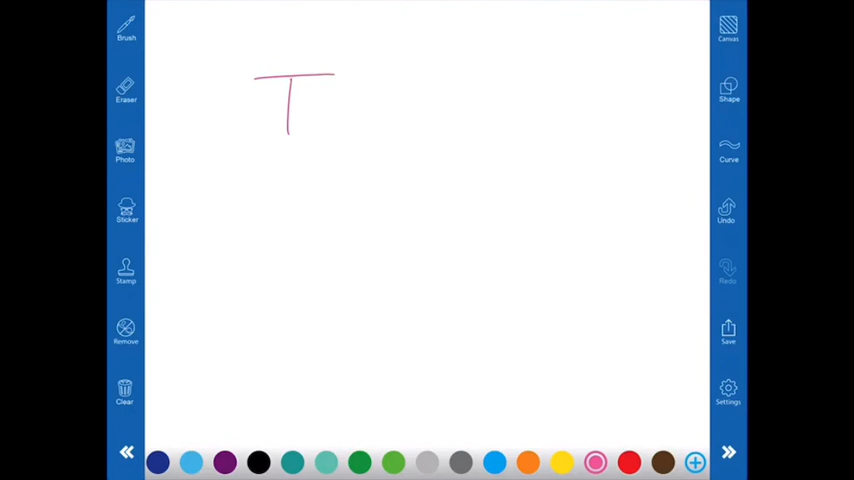 Brush
Canvas
T
Eraser
Shape
Photo
Curve
Sticker
Undo
Stamp
Redo
Remove
Save
Clear
Settings